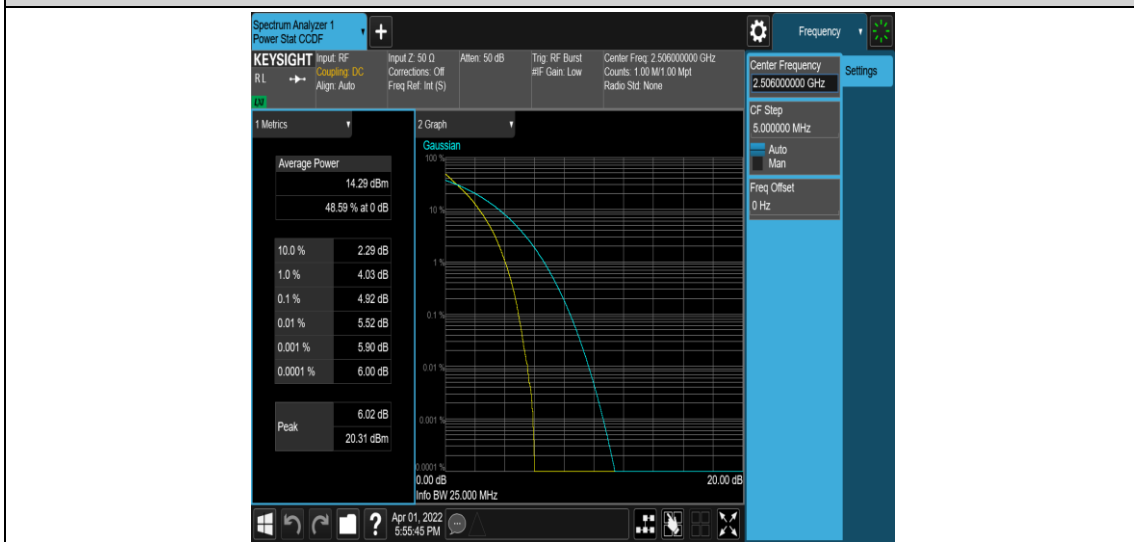 Spectrum Analyzer 1
Power Stat CCDF
+
Frequency
KEYSIGHT
RL
LXI
Input: RF
Coupling: DC
Align: Auto
Input Z: 50 Ω
Corrections: Off
Freq Ref: Int (S)
Atten: 50 dB
Trig: RF Burst
#IF Gain: Low
Center Freq: 2.506000000 GHz
Counts: 1.00 M/1.00 Mpt
Radio Std: None
Center Frequency
2.506000000 GHz
Settings
CF Step
5.000000 MHz
Auto
Man
Freq Offset
0 Hz
1 Metrics
Average Power
14.29 dBm
48.59 % at 0 dB
10.0 % 2.29 dB
1.0 % 4.03 dB
0.1 % 4.92 dB
0.01 % 5.52 dB
0.001 % 5.90 dB
0.0001 % 6.00 dB
Peak 6.02 dB
20.31 dBm
2 Graph
Gaussian
100 %
10 %
1 %
0.1 %
0.01 %
0.001 %
0.0001 %
0.00 dB 20.00 dB
Info BW 25.000 MHz
?
Apr 01, 2022
5:55:45 PM